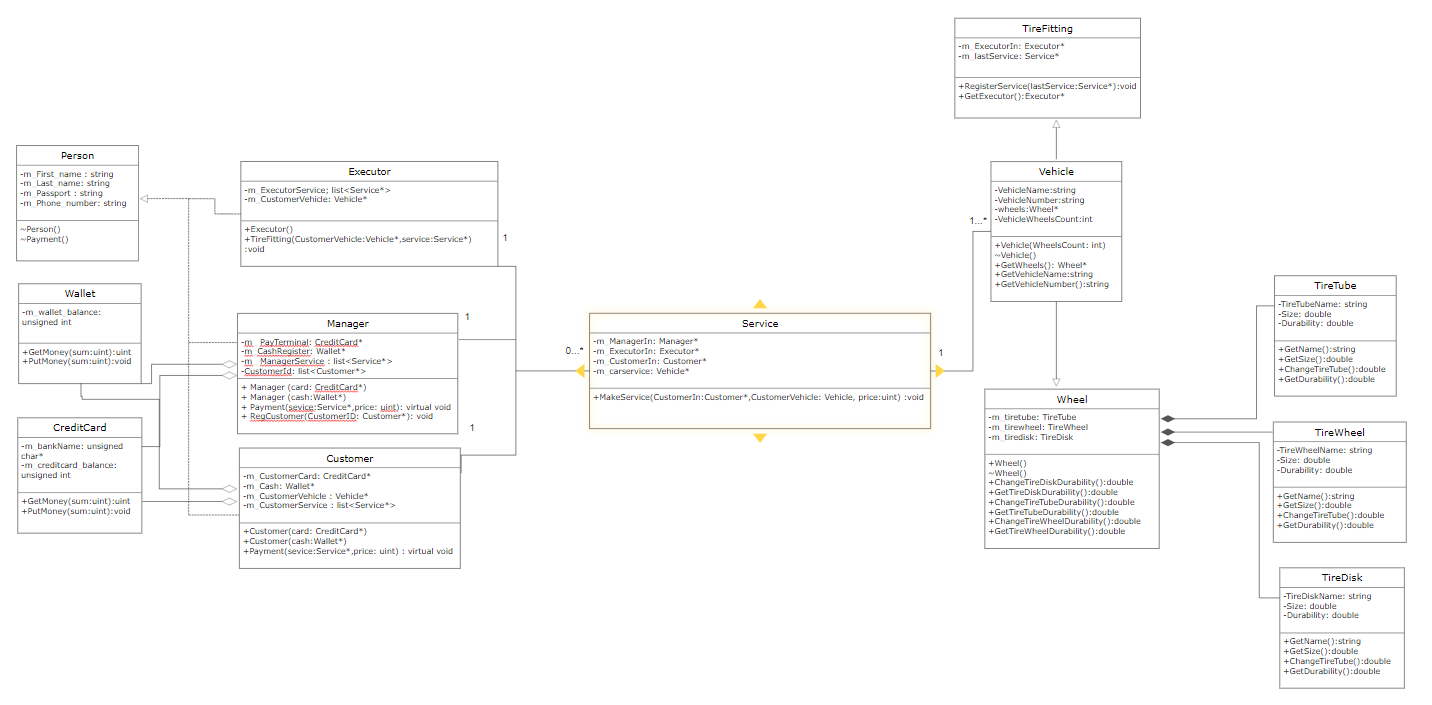 TireFitting
-m_ExecutorIn: Executor*
-m_lastService: Service*
+RegisterService(lastService:Service*):void
+GetExecutor():Executor*
Person
-m_First_name : string
-m_Last_name: string
-m_Passport : string
-m_Phone_number: string
~Person()
~Payment()
Executor
-m_ExecutorService; list<Service*>
-m_CustomerVehicle: Vehicle*
+Executor()
+TireFitting(CustomerVehicle:Vehicle*,service:Service*)
:void
1
Vehicle
-VehicleName:string
-VehicleNumber:string
-wheels:Wheel*
-VehicleWheelsCount:int
+Vehicle(WheelsCount: int)
~Vehicle()
+GetWheels(): Wheel*
+GetVehicleName:string
+GetVehicleNumber():string
1...*
Wallet
-m_wallet_balance:
unsigned int
+GetMoney(sum:uint):uint
+PutMoney(sum:uint):void
Manager
-m_PayTerminal: CreditCard*
-m_CashRegister: Wallet*
-m_ManagerService : list<Service*>
-CustomerId: list<Customer*>
+ Manager (card: CreditCard*)
+ Manager (cash:Wallet*)
+ Payment(sevice:Service*,price: uint): virtual void
+ RegCustomer(CustomerID: Customer*): void
1
Service
-m_ManagerIn: Manager*
-m_ExecutorIn: Executor*
-m_CustomerIn: Customer*
-m_carservice: Vehicle*
+MakeService(CustomerIn:Customer*,CustomerVehicle: Vehicle, price:uint) :void
0...*
1
TireTube
-TireTubeName: string
-Size: double
-Durability: double
+GetName():string
+GetSize():double
+ChangeTireTube():double
+GetDurability():double
CreditCard
-m_bankName: unsigned
char*
-m_creditcard_balance:
unsigned int
+GetMoney(sum:uint):uint
+PutMoney(sum:uint):void
1
Customer
-m_CustomerCard: CreditCard*
-m_Cash: Wallet*
-m_CustomerVehicle : Vehicle*
-m_CustomerService : list<Service*>
+Customer(card: CreditCard*)
+Customer(cash:Wallet*)
+Payment(sevice:Service*,price: uint) : virtual void
Wheel
-m_tiretube: TireTube
-m_tirewheel: TireWheel
-m_tiredisk: TireDisk
+Wheel()
~Wheel()
+ChangeTireDiskDurability():double
+GetTireDiskDurability():double
+ChangeTireTubeDurability():double
+GetTireTubeDurability():double
+ChangeTireWheelDurability():double
+GetTireWheelDurability():double
TireWheel
-TireWheelName: string
-Size: double
-Durability: double
+GetName():string
+GetSize():double
+ChangeTireTube():double
+GetDurability():double
TireDisk
-TireDiskName: string
-Size: double
-Durability: double
+GetName():string
+GetSize():double
+ChangeTireTube():double
+GetDurability():double